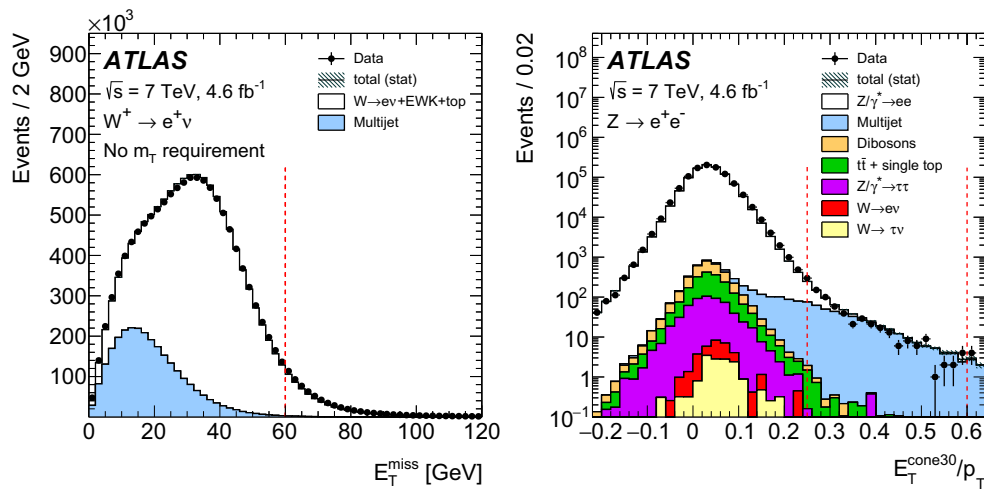 ×10³
Events / 2 GeV
900
800
700
600
500
400
300
200
100
ATLAS
√s = 7 TeV, 4.6 fb⁻¹
W⁺ → e⁺ν
No m_T requirement
Data
total (stat)
W→eν+EWK+top
Multijet
0 20 40 60 80 100 120
E_T^miss [GeV]
Events / 0.02
10⁸
10⁷
10⁶
10⁵
10⁴
10³
10²
10
1
10⁻¹
ATLAS
√s = 7 TeV, 4.6 fb⁻¹
Z → e⁺e⁻
Data
total (stat)
Z/γ*→ee
Multijet
Dibosons
tt̄ + single top
Z/γ*→ττ
W→eν
W→ τν
−0.2 −0.1 0 0.1 0.2 0.3 0.4 0.5 0.6
E_T^cone30/p_T